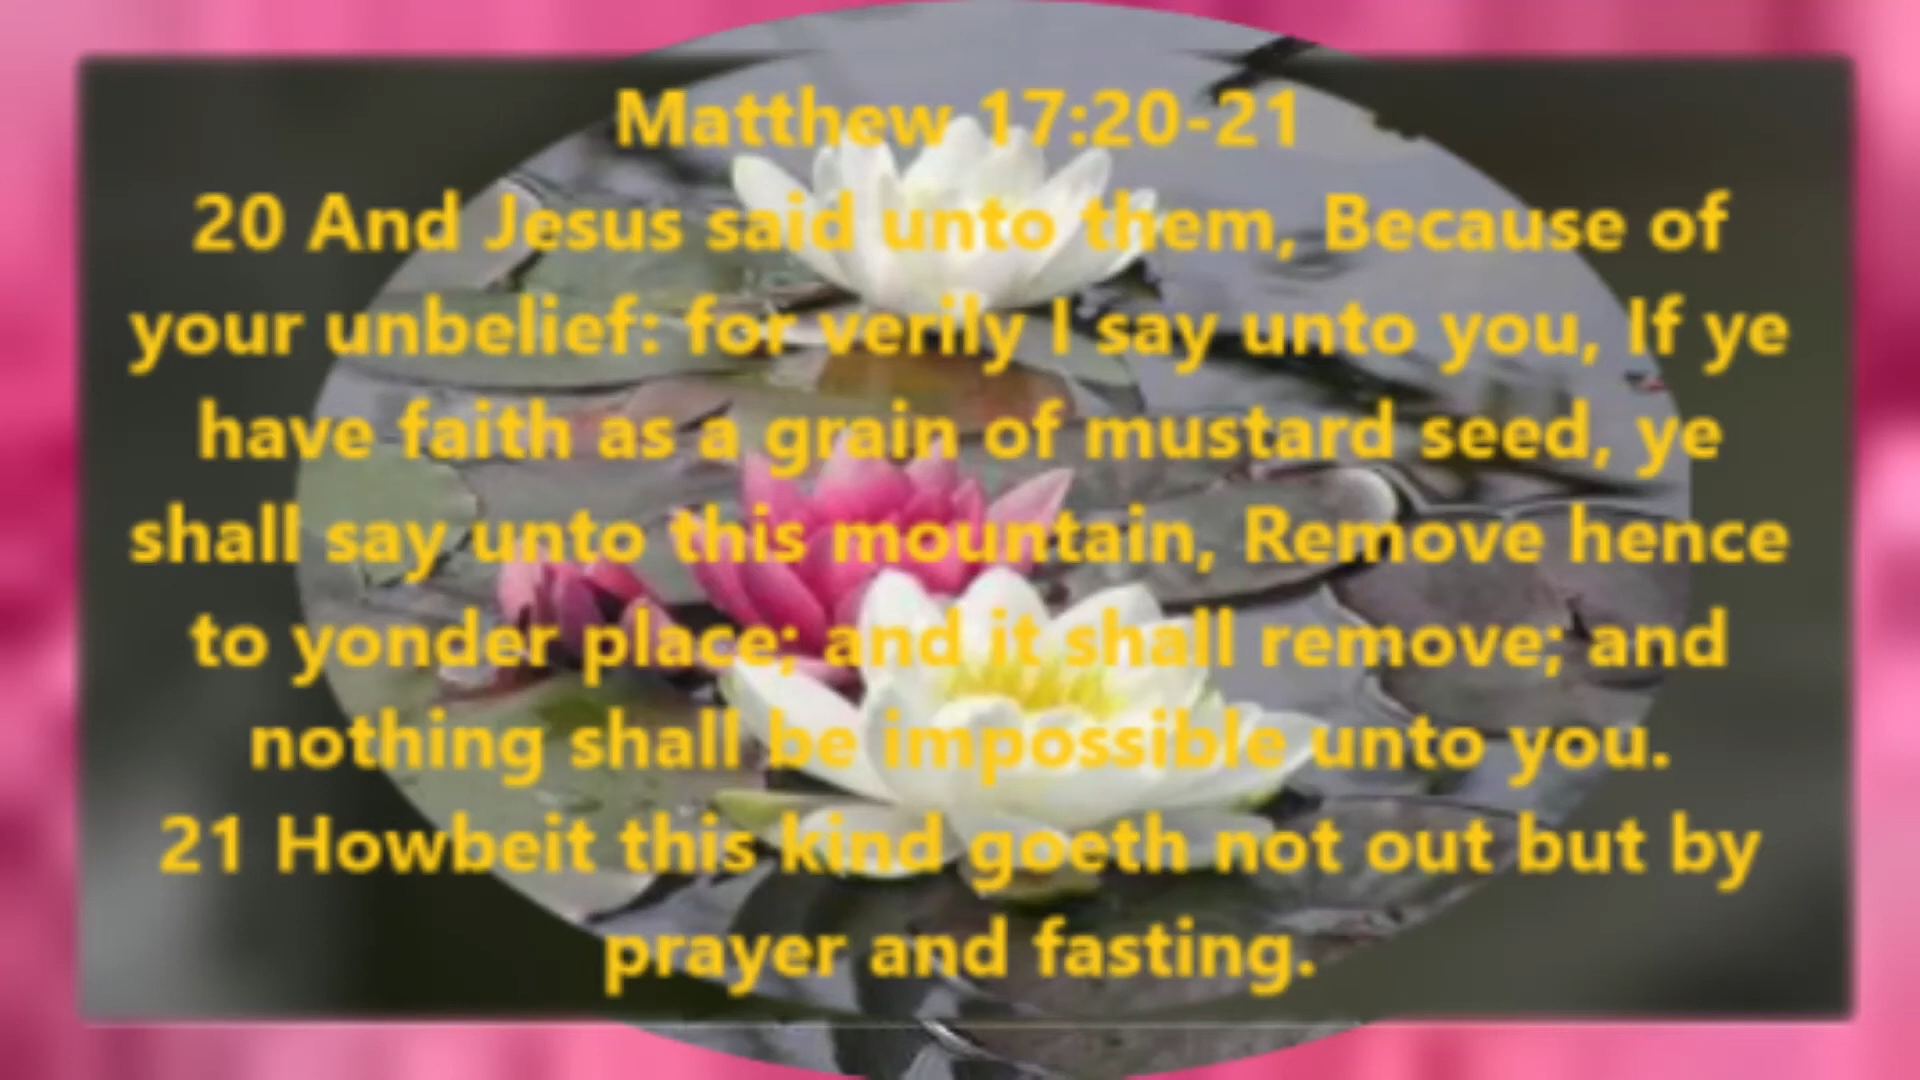 Matthew 17:20-21
20 And Jesus said unto them, Because of
your unbelief: for verily I say unto you, If ye
have faith as a grain of mustard seed, ye
shall say unto this mountain, Remove hence
to yonder place; and it shall remove; and
nothing shall be impossible unto you.
21 Howbeit this kind goeth not out but by
prayer and fasting.